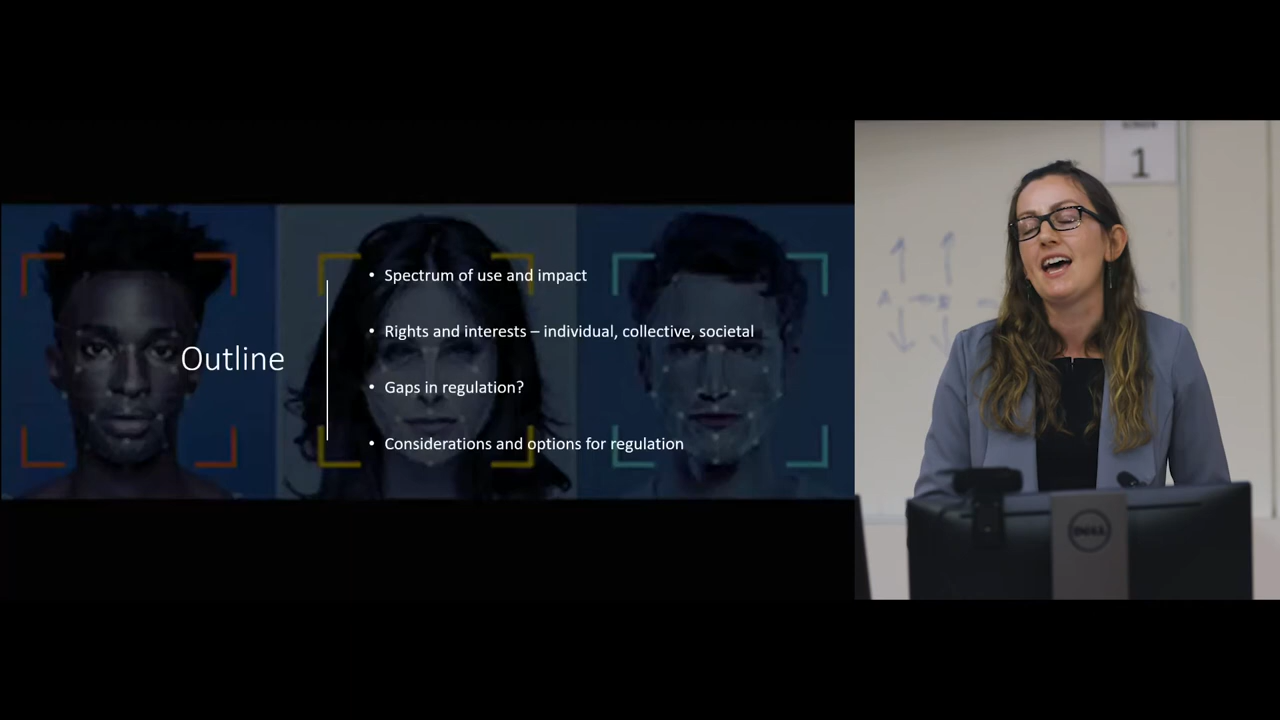 Outline
• Spectrum of use and impact
• Rights and interests – individual, collective, societal
• Gaps in regulation?
• Considerations and options for regulation
1
DELL